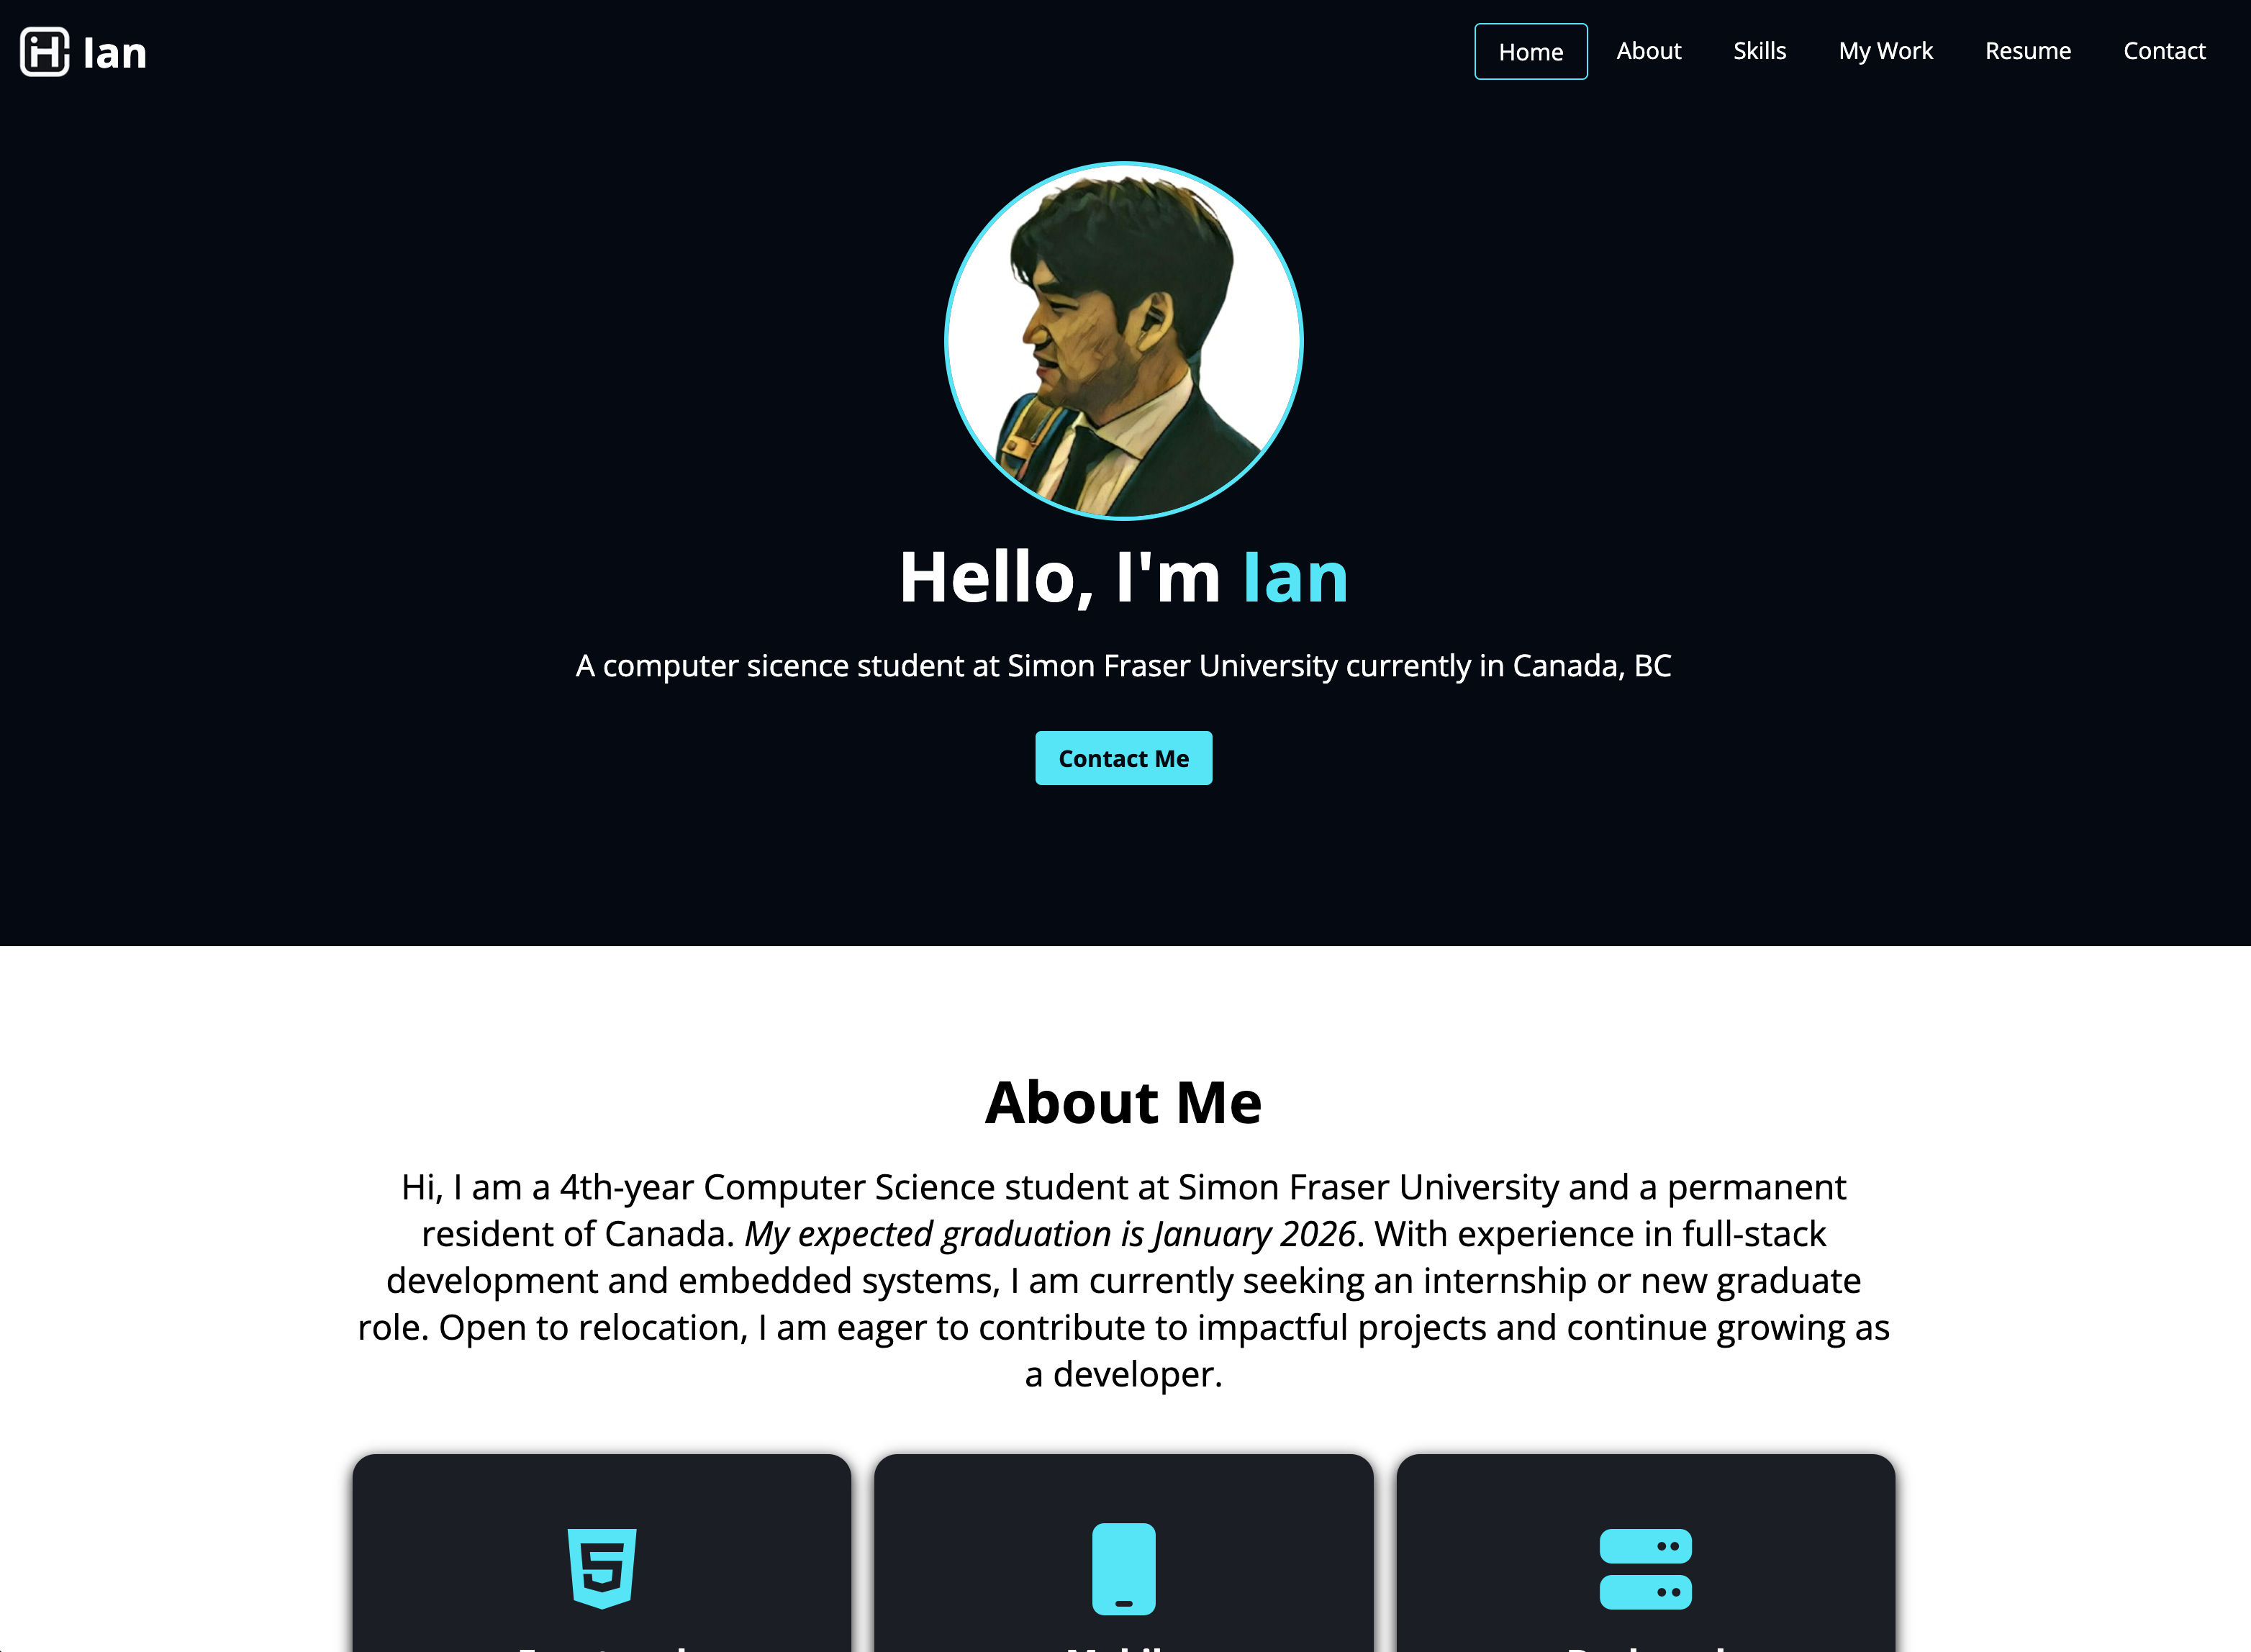 iH Ian
Home About Skills My Work Resume Contact
Hello, I'm Ian
A computer sicence student at Simon Fraser University currently in Canada, BC
Contact Me
About Me
Hi, I am a 4th-year Computer Science student at Simon Fraser University and a permanent
resident of Canada. My expected graduation is January 2026. With experience in full-stack
development and embedded systems, I am currently seeking an internship or new graduate
role. Open to relocation, I am eager to contribute to impactful projects and continue growing as
a developer.
5